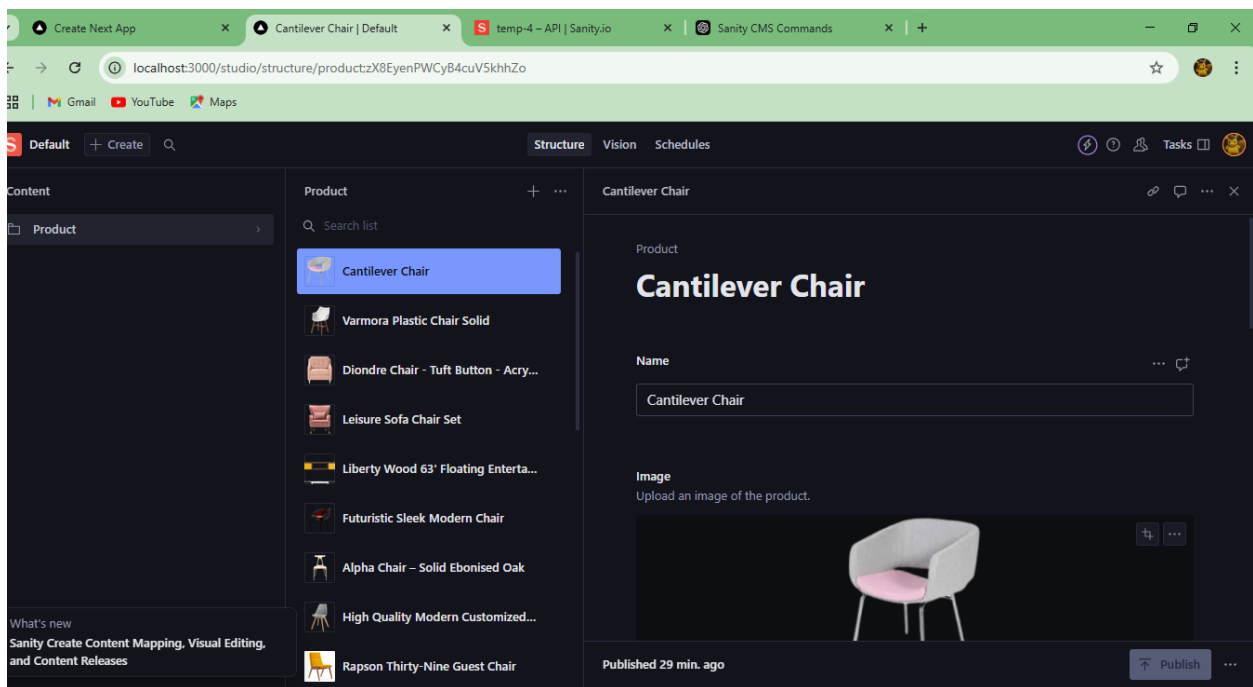 Create Next App
Cantilever Chair | Default
S temp-4 – API | Sanity.io
Sanity CMS Commands
localhost:3000/studio/structure/product;zX8EyenPWCyB4cuV5khhZo
Gmail YouTube Maps
S Default + Create Structure Vision Schedules Tasks
Content
Product
Product
Search list
Cantilever Chair
Varmora Plastic Chair Solid
Diondre Chair - Tuft Button - Acry...
Leisure Sofa Chair Set
Liberty Wood 63' Floating Enterta...
Futuristic Sleek Modern Chair
Alpha Chair – Solid Ebonised Oak
High Quality Modern Customized...
Rapson Thirty-Nine Guest Chair
Cantilever Chair
Product
Cantilever Chair
Name
Cantilever Chair
Image
Upload an image of the product.
What's new
Sanity Create Content Mapping, Visual Editing,
and Content Releases
Published 29 min. ago
Publish